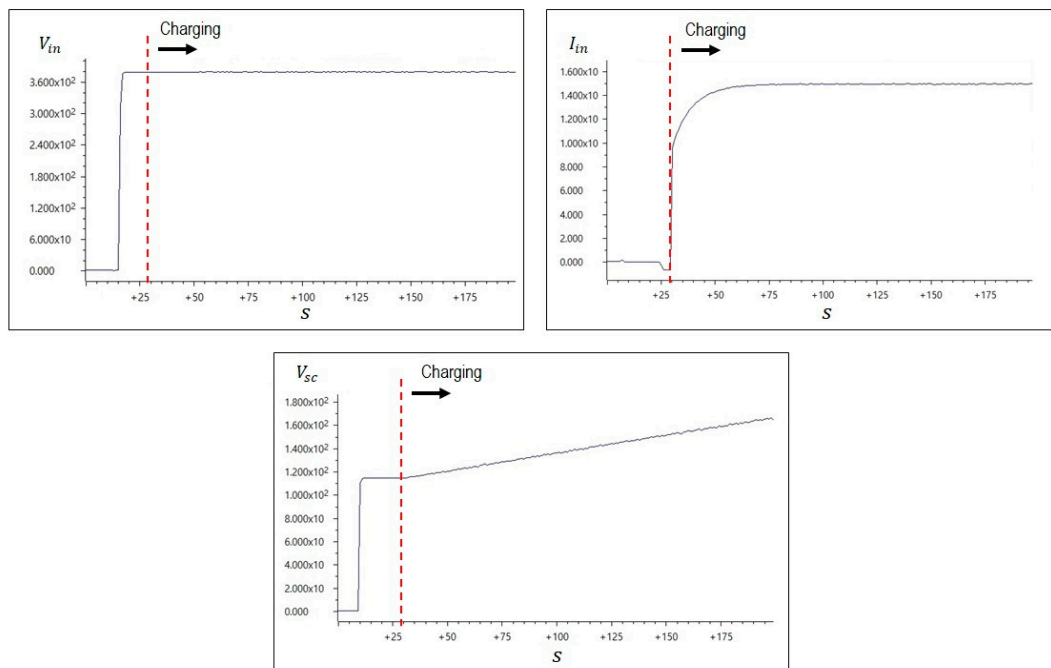 V_in
Charging
3.600x10²
3.000x10²
2.400x10²
1.800x10²
1.200x10²
6.000x10
0.000
+25 +50 +75 +100 +125 +150 +175
S
I_in
Charging
1.600x10
1.400x10
1.200x10
1.000x10
8.000
6.000
4.000
2.000
0.000
+25 +50 +75 +100 +125 +150 +175
S
V_sc
Charging
1.800x10²
1.600x10²
1.400x10²
1.200x10²
1.000x10²
8.000x10
6.000x10
4.000x10
2.000x10
0.000
+25 +50 +75 +100 +125 +150 +175
S